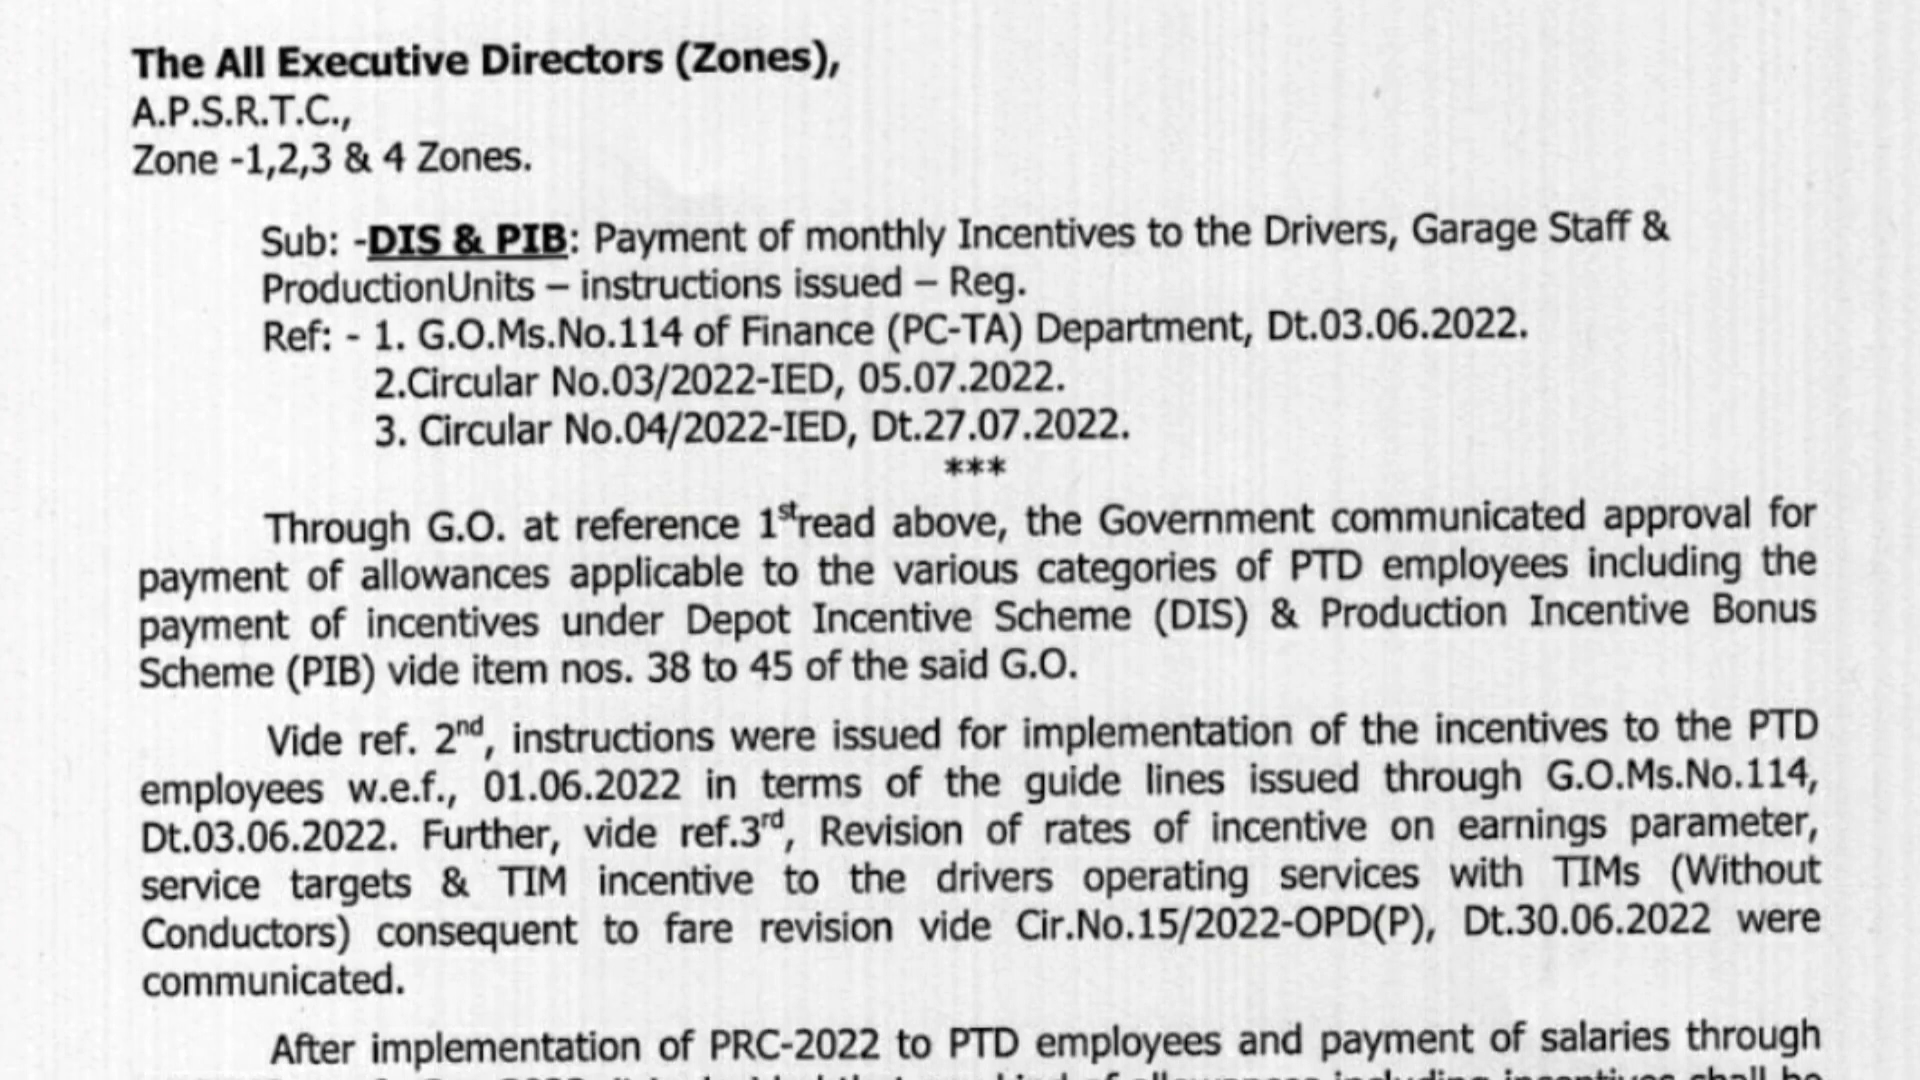 The All Executive Directors (Zones),
A.P.S.R.T.C.,
Zone -1,2,3 & 4 Zones.
Sub: -DIS & PIB: Payment of monthly Incentives to the Drivers, Garage Staff &
ProductionUnits – instructions issued – Reg.
Ref: - 1. G.O.Ms.No.114 of Finance (PC-TA) Department, Dt.03.06.2022.
2.Circular No.03/2022-IED, 05.07.2022.
3. Circular No.04/2022-IED, Dt.27.07.2022.
***
Through G.O. at reference 1stread above, the Government communicated approval for
payment of allowances applicable to the various categories of PTD employees including the
payment of incentives under Depot Incentive Scheme (DIS) & Production Incentive Bonus
Scheme (PIB) vide item nos. 38 to 45 of the said G.O.
Vide ref. 2nd, instructions were issued for implementation of the incentives to the PTD
employees w.e.f., 01.06.2022 in terms of the guide lines issued through G.O.Ms.No.114,
Dt.03.06.2022. Further, vide ref.3rd, Revision of rates of incentive on earnings parameter,
service targets & TIM incentive to the drivers operating services with TIMs (Without
Conductors) consequent to fare revision vide Cir.No.15/2022-OPD(P), Dt.30.06.2022 were
communicated.
After implementation of PRC-2022 to PTD employees and payment of salaries through
allowances including incentives shall be